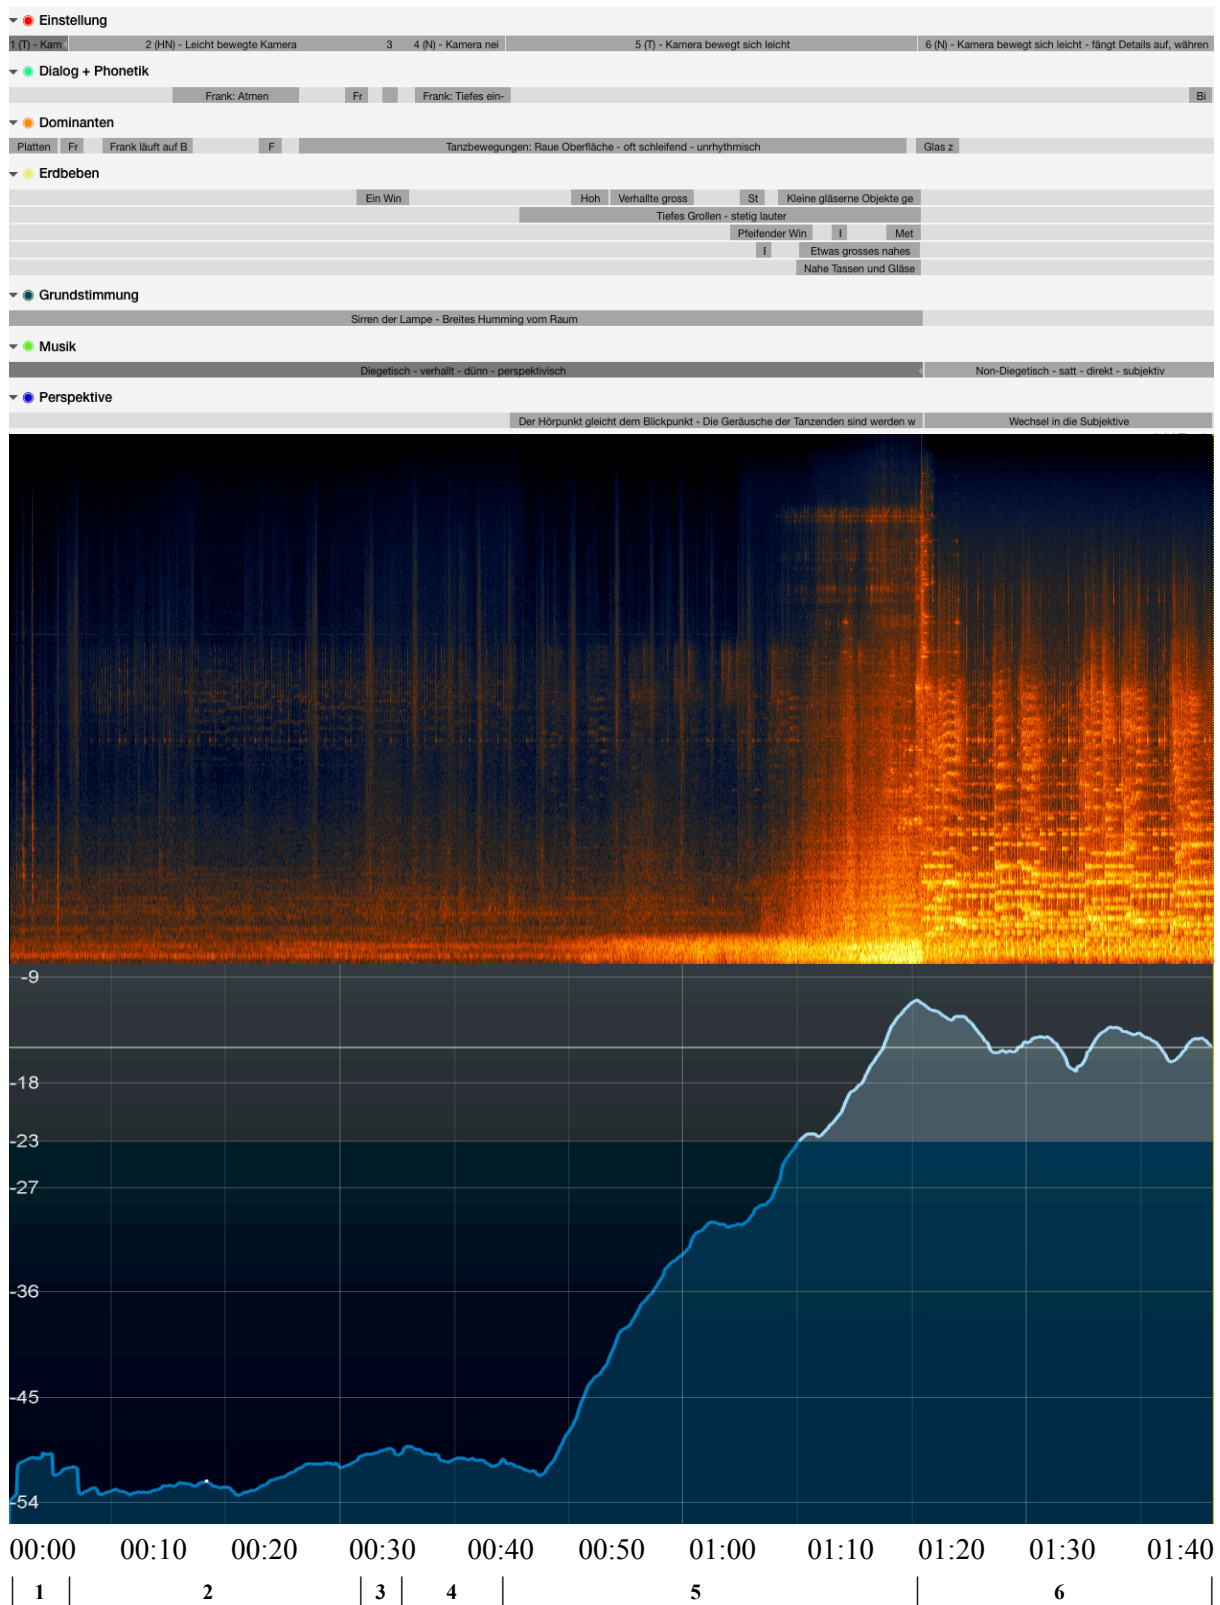 Einstellung
1 (T) - Kam 2 (HN) - Leicht bewegte Kamera 3 4 (N) - Kamera nei 5 (T) - Kamera bewegt sich leicht 6 (N) - Kamera bewegt sich leicht - fängt Details auf, währen
Dialog + Phonetik
Frank: Atmen Fr Frank: Tiefes ein- Bi
Dominanten
Platten Fr Frank läuft auf B F Tanzbewegungen: Raue Oberfläche - oft schleifend - unrhythmisch Glas z
Erdbeben
Ein Win Hoh Verhallte gross St Kleine gläserne Objekte ge
Tiefes Grollen - stetig lauter
Pfeifender Win Met
Etwas grosses nahes
Nahe Tassen und Gläse
Grundstimmung
Sirren der Lampe - Breites Humming vom Raum
Musik
Diegetisch - verhallt - dünn - perspektivisch Non-Diegetisch - satt - direkt - subjektiv
Perspektive
Der Hörpunkt gleicht dem Blickpunkt - Die Geräusche der Tanzenden sind werden w Wechsel in die Subjektive
-9
-18
-23
-27
-36
-45
-54
00:00 00:10 00:20 00:30 00:40 00:50 01:00 01:10 01:20 01:30 01:40
1 2 3 4 5 6